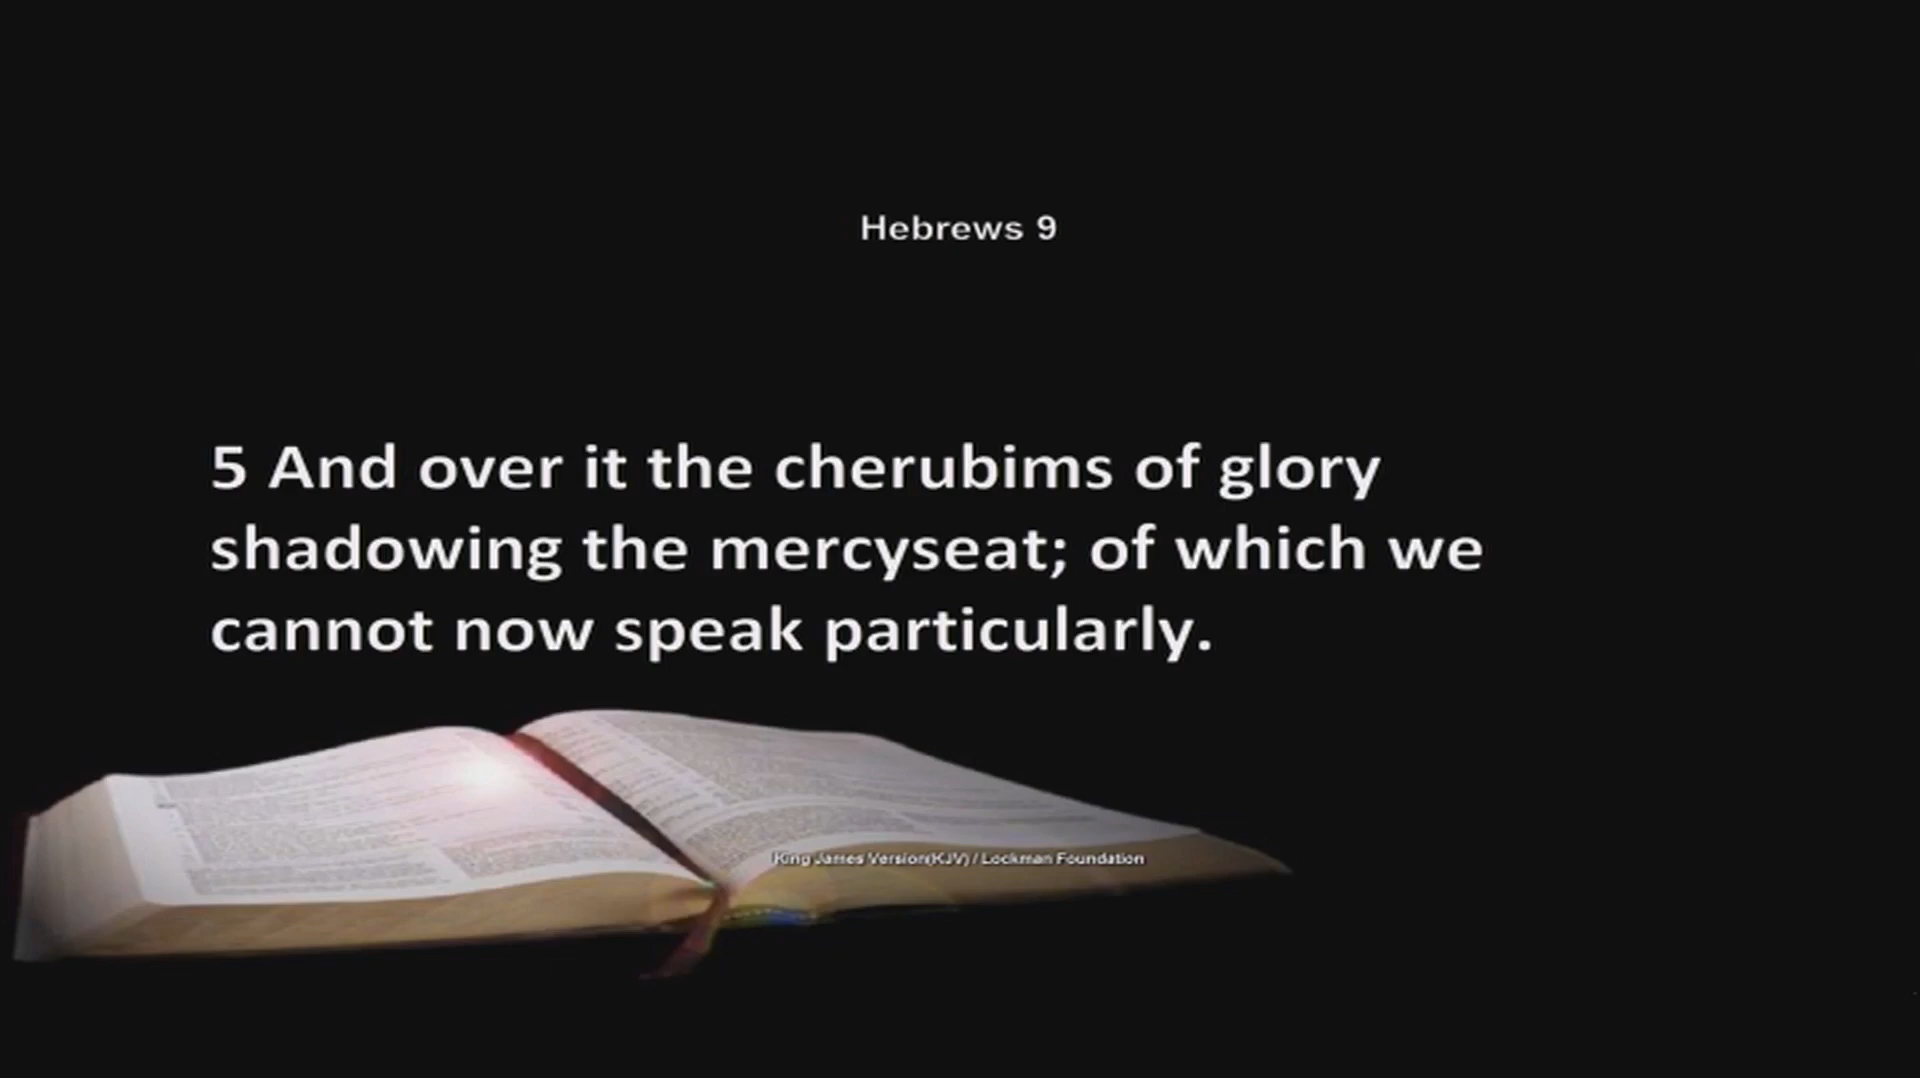 Hebrews 9
5 And over it the cherubims of glory
shadowing the mercyseat; of which we
cannot now speak particularly.
King James Version(KJV) / Lockman Foundation